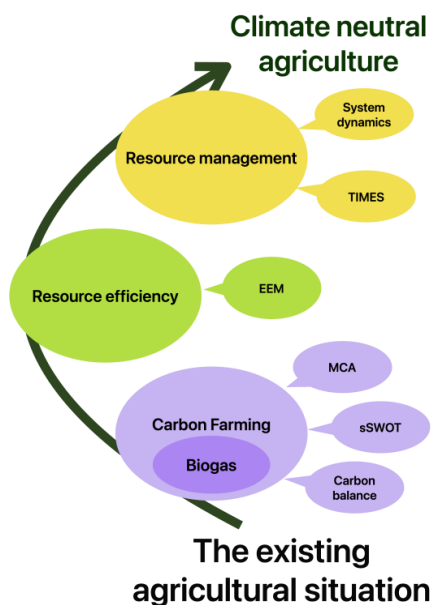 Climate neutral
agriculture
System
dynamics
Resource management
TIMES
Resource efficiency
EEM
MCA
Carbon Farming
sSWOT
Biogas
Carbon
balance
The existing
agricultural situation